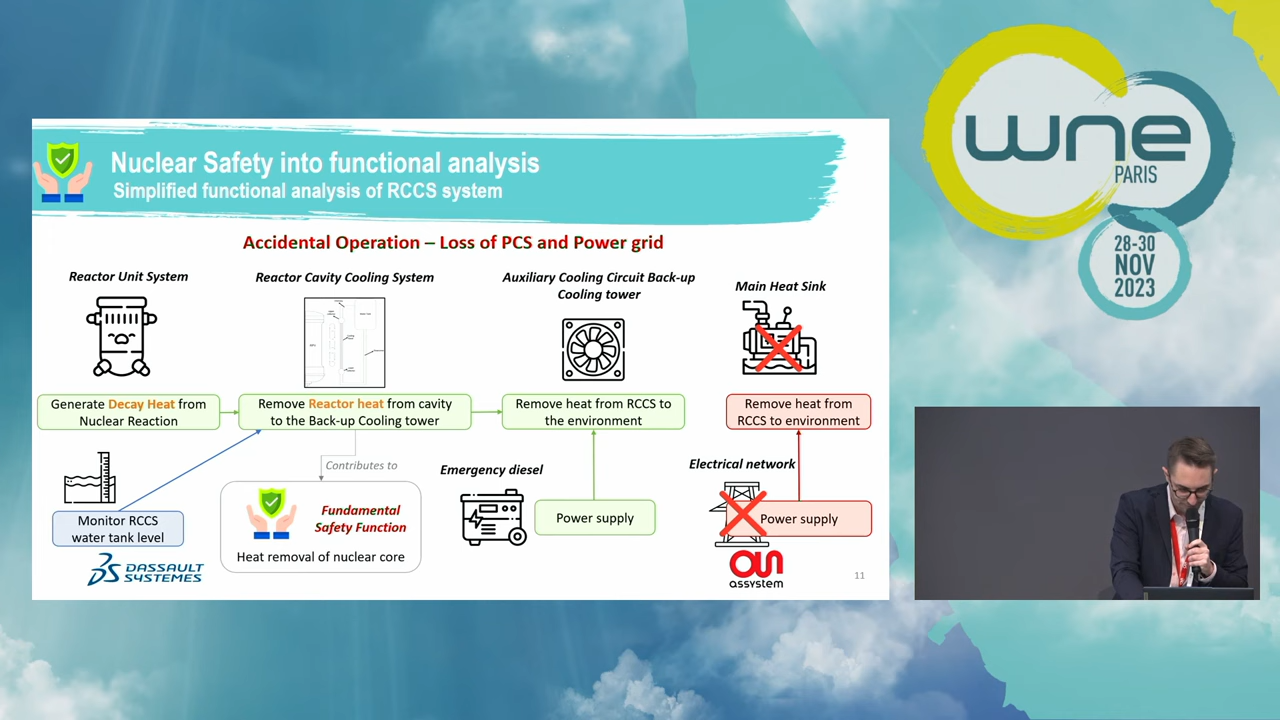 Nuclear Safety into functional analysis
Simplified functional analysis of RCCS system
Accidental Operation – Loss of PCS and Power grid
Reactor Unit System
Reactor Cavity Cooling System
Auxiliary Cooling Circuit Back-up
Cooling tower
Main Heat Sink
Generate Decay Heat from
Nuclear Reaction
Remove Reactor heat from cavity
to the Back-up Cooling tower
Remove heat from RCCS to
the environment
Remove heat from
RCCS to environment
Contributes to
Emergency diesel
Electrical network
Monitor RCCS
water tank level
Fundamental
Safety Function
Heat removal of nuclear core
Power supply
Power supply
DASSAULT
SYSTEMES
assystem
11
wne
PARIS
28-30
NOV
2023